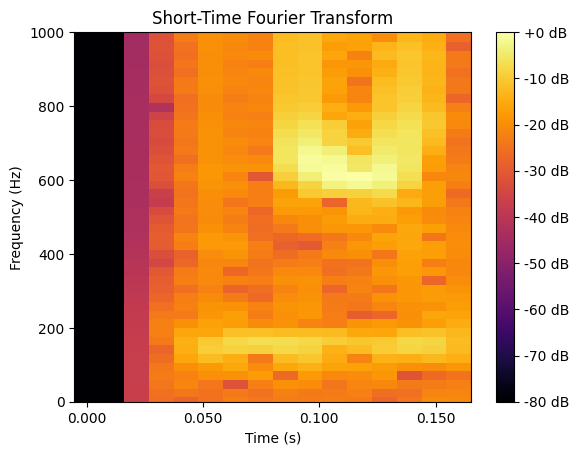 Short-Time Fourier Transform
1000
800
600
400
200
0
Frequency (Hz)
0.000
0.050
0.100
0.150
Time (s)
+0 dB
-10 dB
-20 dB
-30 dB
-40 dB
-50 dB
-60 dB
-70 dB
-80 dB